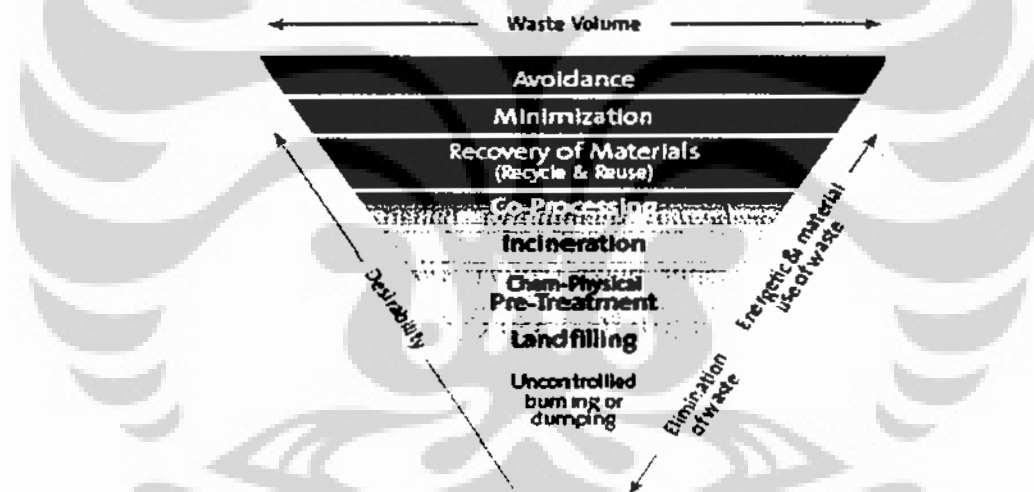 Waste Volume
Avoidance
Minimization
Recovery of Materials
(Recycle & Reuse)
Co-Processing
Incineration
Chem-Physical
Pre-Treatment
Landfilling
Uncontrollled
burning or
dumping
Desirability
Energetic & material
use of waste
Elimination
of waste